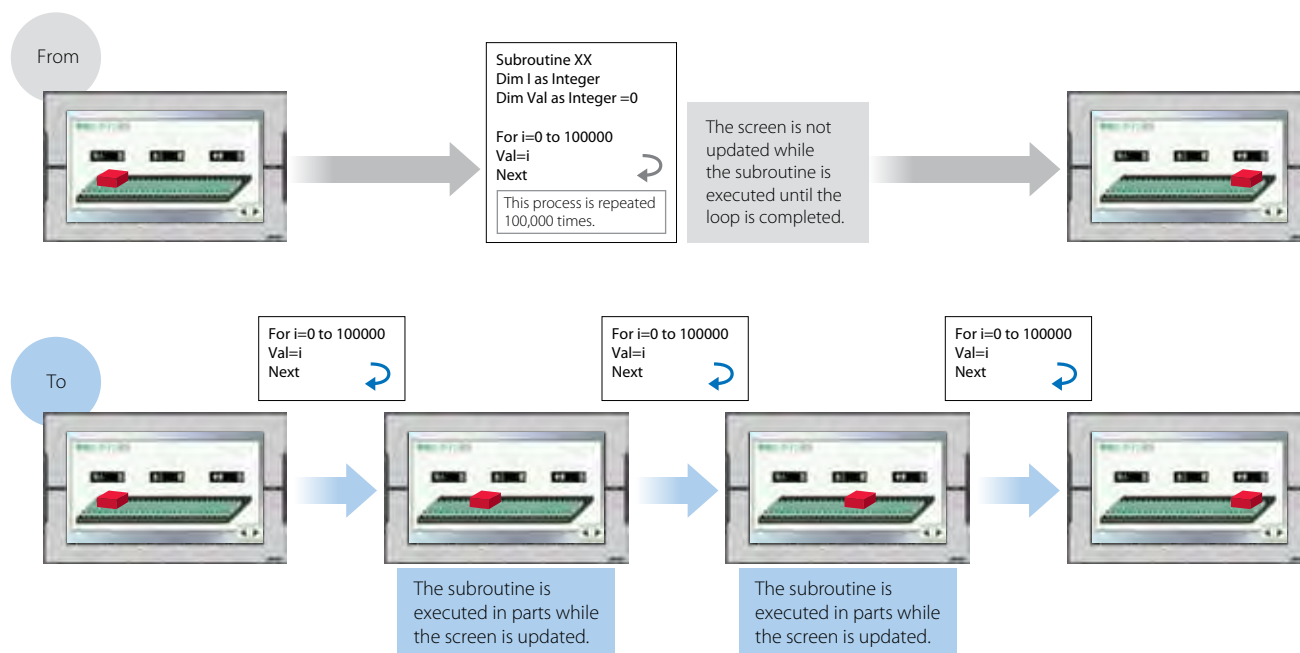 From
Subroutine XX
Dim I as Integer
Dim Val as Integer =0
For i=0 to 100000
Val=i
Next
This process is repeated
100,000 times.
The screen is not
updated while
the subroutine is
executed until the
loop is completed.
To
For i=0 to 100000
Val=i
Next
For i=0 to 100000
Val=i
Next
For i=0 to 100000
Val=i
Next
The subroutine is
executed in parts while
the screen is updated.
The subroutine is
executed in parts while
the screen is updated.